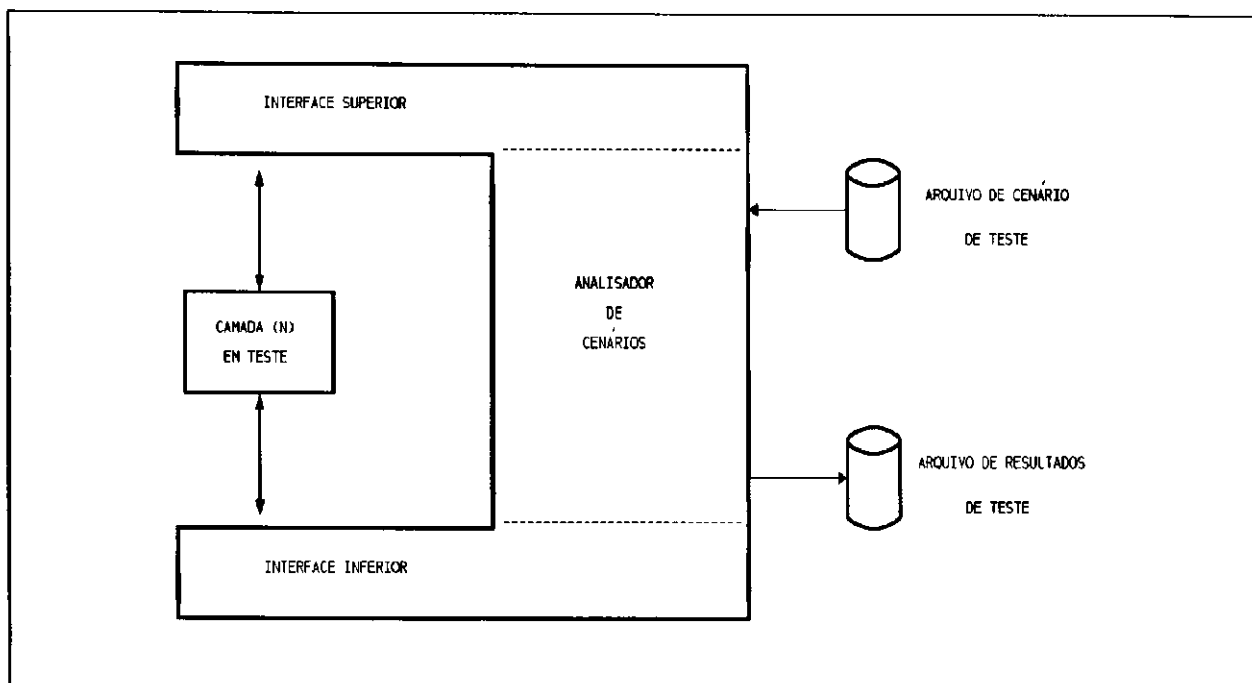 INTERFACE SUPERIOR
ARQUIVO DE CENÁRIO
DE TESTE
ANALISADOR
DE
CENÁRIOS
CAMADA (N)
EM TESTE
ARQUIVO DE RESULTADOS
DE TESTE
INTERFACE INFERIOR